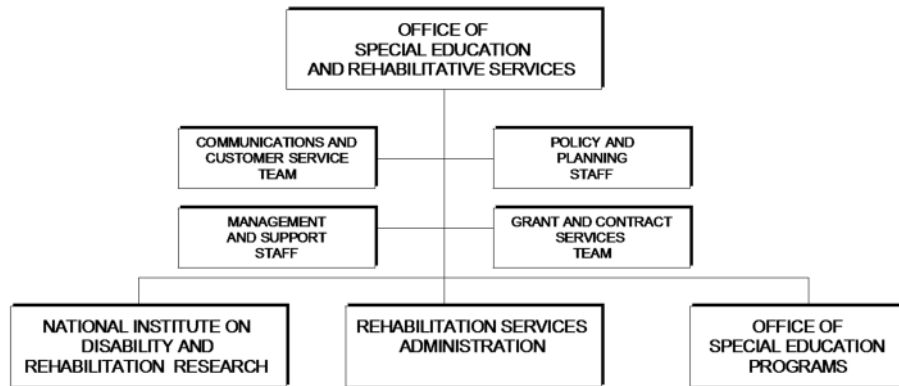 OFFICE OF
SPECIAL EDUCATION
AND REHABILITATIVE SERVICES
COMMUNICATIONS AND
CUSTOMER SERVICE
TEAM
POLICY AND
PLANNING
STAFF
MANAGEMENT
AND SUPPORT
STAFF
GRANT AND CONTRACT
SERVICES
TEAM
NATIONAL INSTITUTE ON
DISABILITY AND
REHABILITATION RESEARCH
REHABILITATION SERVICES
ADMINISTRATION
OFFICE OF
SPECIAL EDUCATION
PROGRAMS